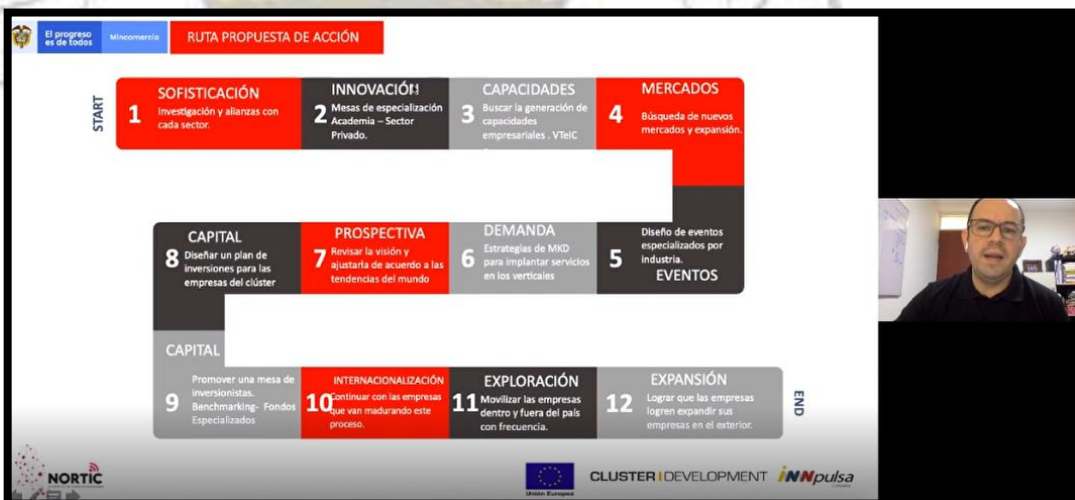 El progreso
es de todos
Mincomercio
RUTA PROPUESTA DE ACCIÓN
START
1
SOFISTICACIÓN
Investigación y alianzas con
cada sector.
2
INNOVACIÓN
Mesas de especialización
Academia – Sector
Privado.
3
CAPACIDADES
Buscar la generación de
capacidades
empresariales . VTeIC
4
MERCADOS
Búsqueda de nuevos
mercados y expansión.
5
Diseño de eventos
especializados por
industria.
EVENTOS
6
DEMANDA
Estrategias de MKD
para implantar servicios
en los verticales
7
PROSPECTIVA
Revisar la visión y
ajustarla de acuerdo a las
tendencias del mundo
8
CAPITAL
Diseñar un plan de
inversiones para las
empresas del clúster
9
CAPITAL
Promover una mesa de
inversionistas.
Benchmarking- Fondos
Especializados
10
INTERNACIONALIZACIÓN
Continuar con las empresas
que van madurando este
proceso.
11
EXPLORACIÓN
Movilizar las empresas
dentro y fuera del país
con frecuencia.
12
EXPANSIÓN
Lograr que las empresas
logren expandir sus
empresas en el exterior.
END
NORTIC
Unión Europea
CLUSTER DEVELOPMENT
iNNpulsa